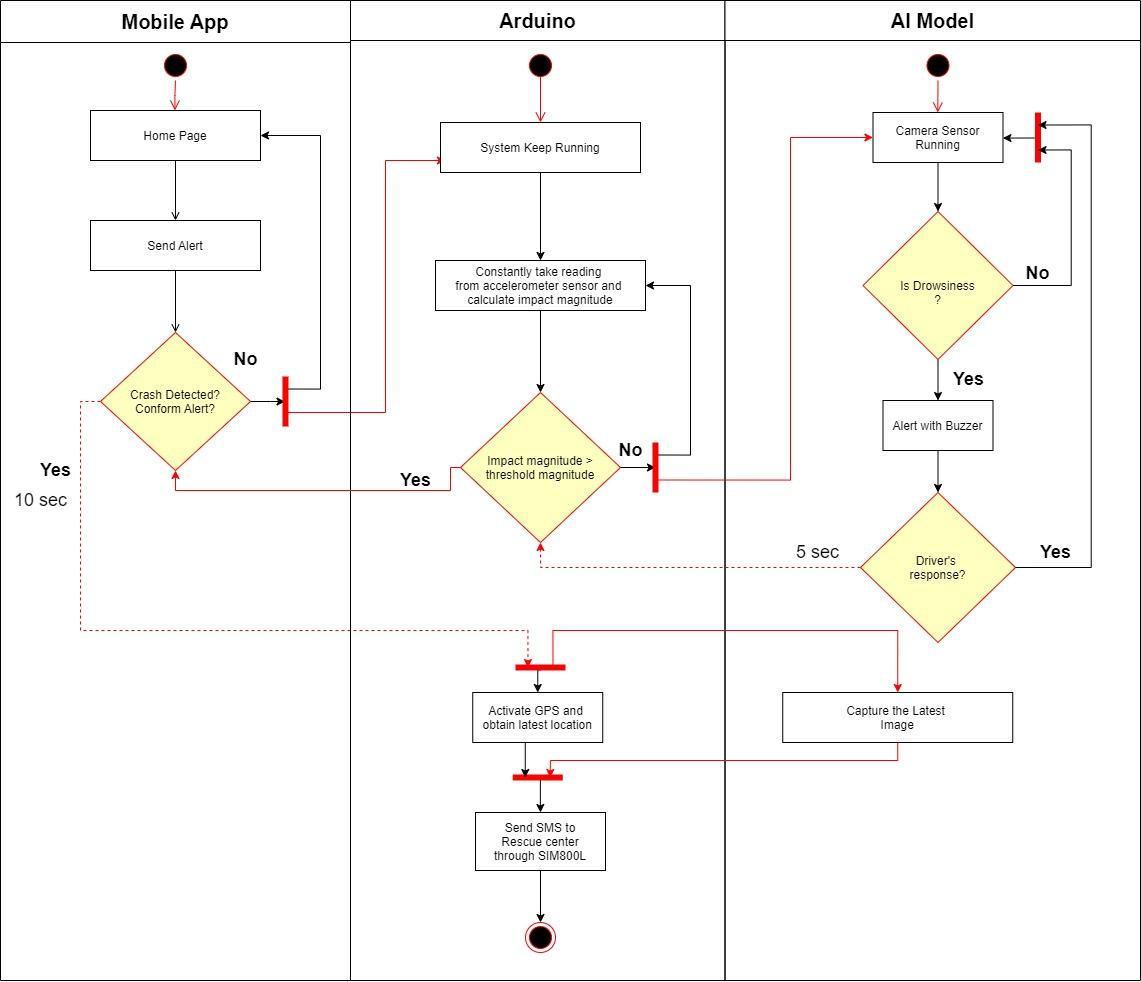 Mobile App
Arduino
AI Model
Home Page
System Keep Running
Camera Sensor
Running
Send Alert
Constantly take reading
from accelerometer sensor and
calculate impact magnitude
Is Drowsiness
?
No
No
Crash Detected?
Conform Alert?
Yes
Alert with Buzzer
No
Impact magnitude >
threshold magnitude
Yes
Yes
10 sec
5 sec
Driver's
response?
Yes
Activate GPS and
obtain latest location
Capture the Latest
Image
Send SMS to
Rescue center
through SIM800L